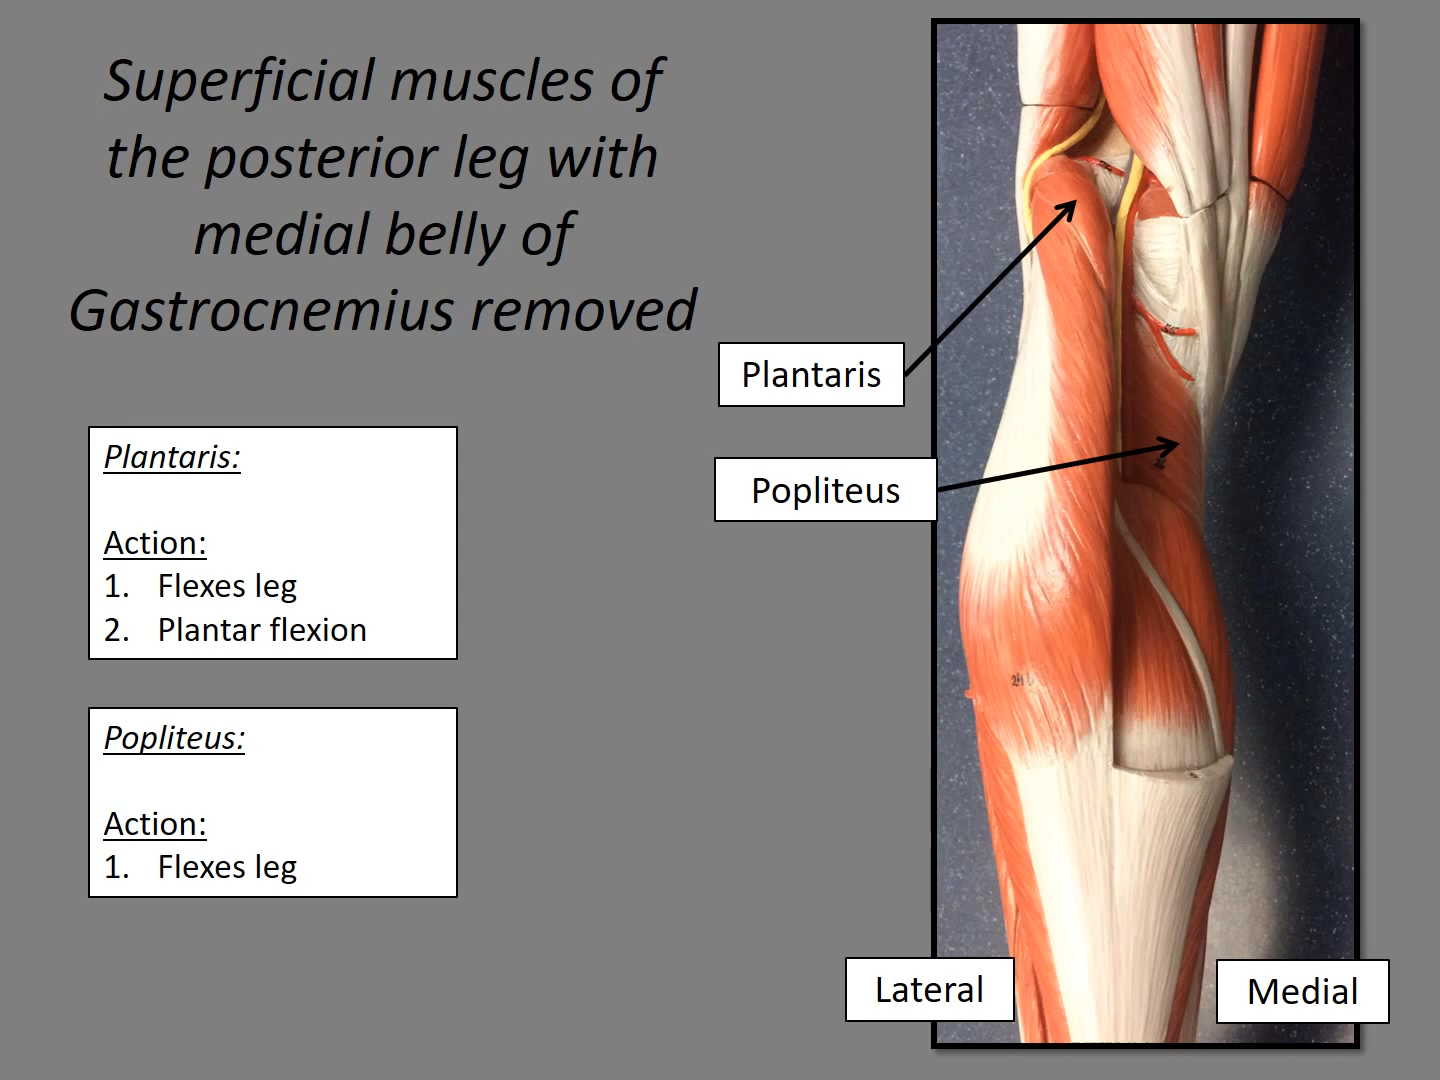 Superficial muscles of
the posterior leg with
medial belly of
Gastrocnemius removed
Plantaris
Popliteus
Plantaris:
Action:
1. Flexes leg
2. Plantar flexion
Popliteus:
Action:
1. Flexes leg
Lateral
Medial